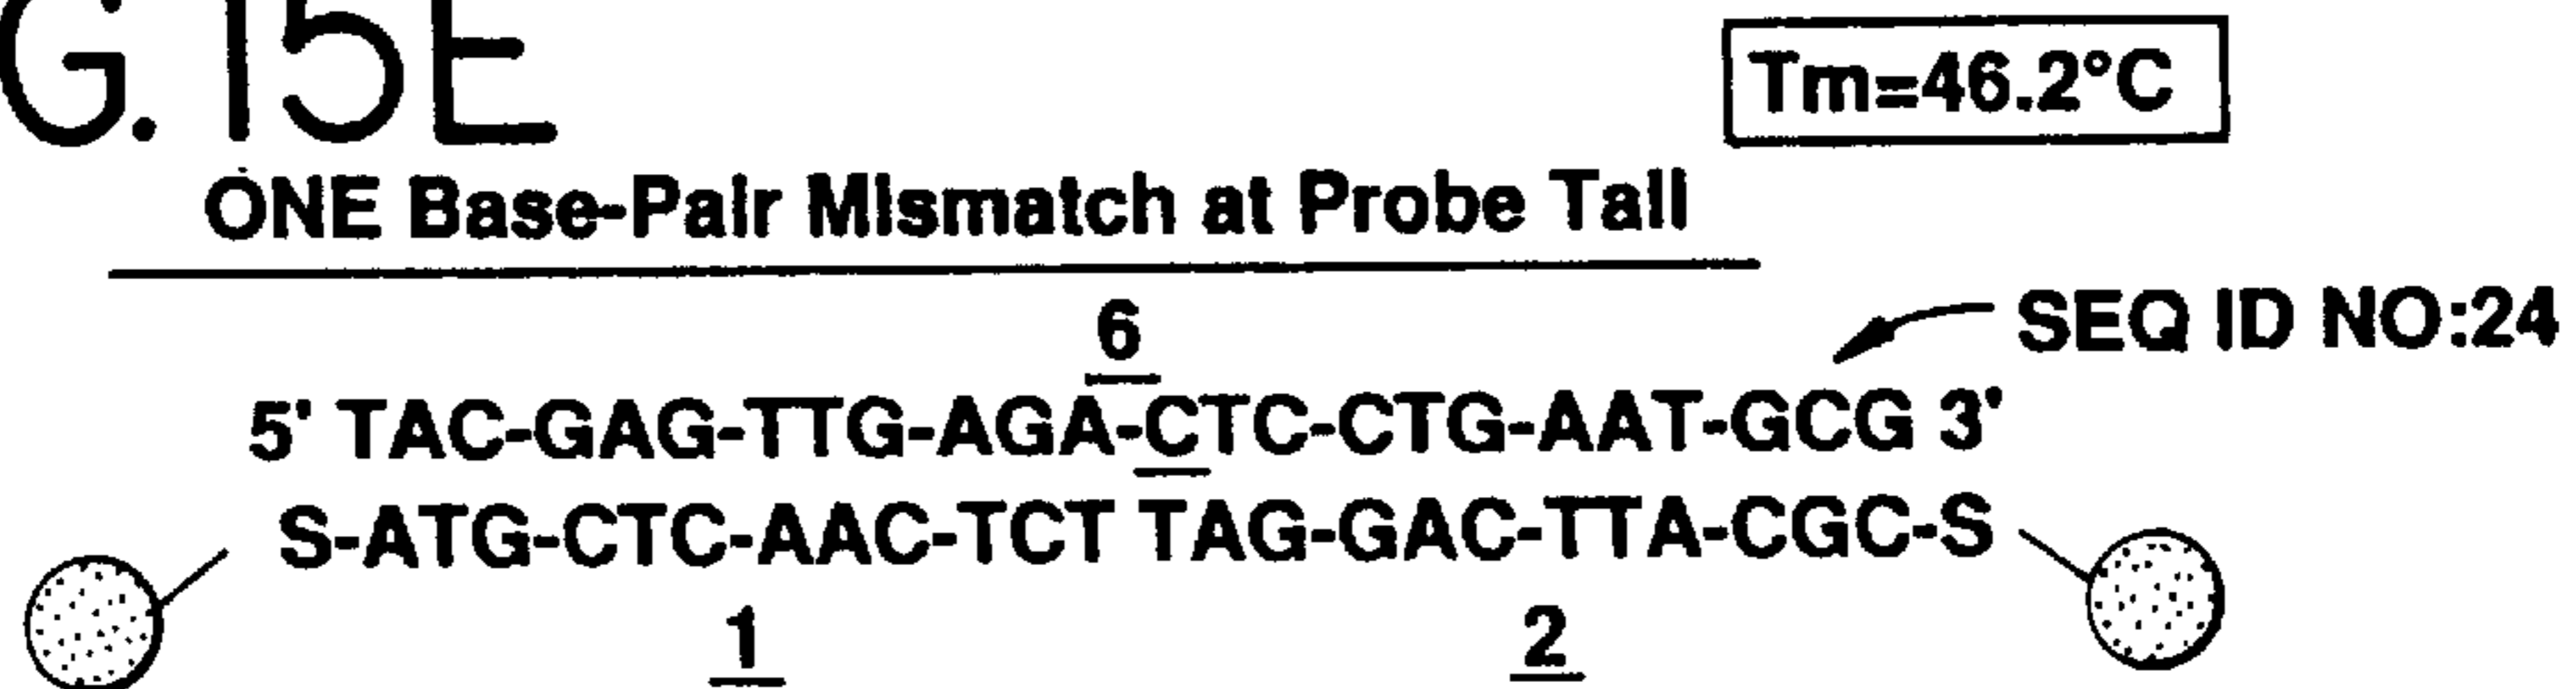 G. 15E
Tm=46.2°C
ONE Base-Pair Mismatch at Probe Tail
6
SEQ ID NO:24
5' TAC-GAG-TTG-AGA-CTC-CTG-AAT-GCG 3'
S-ATG-CTC-AAC-TCT TAG-GAC-TTA-CGC-S
1 2